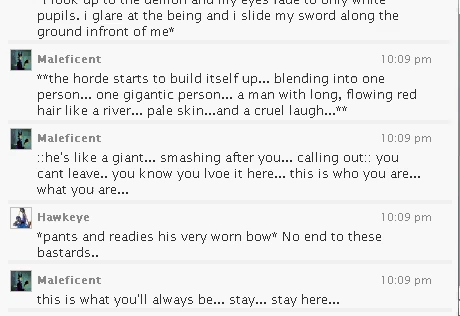 *i look up to the demon and my eyes fade to only white
pupils. i glare at the being and i slide my sword along the
ground infront of me*
Maleficent 10:09 pm
**the horde starts to build itself up... blending into one
person... one gigantic person... a man with long, flowing red
hair like a river... pale skin...and a cruel laugh...**
Maleficent 10:09 pm
::he's like a giant... smashing after you... calling out:: you
cant leave.. you know you lvoe it here... this is who you are...
what you are...
Hawkeye 10:09 pm
*pants and readies his very worn bow* No end to these
bastards..
Maleficent 10:09 pm
this is what you'll always be... stay... stay here...